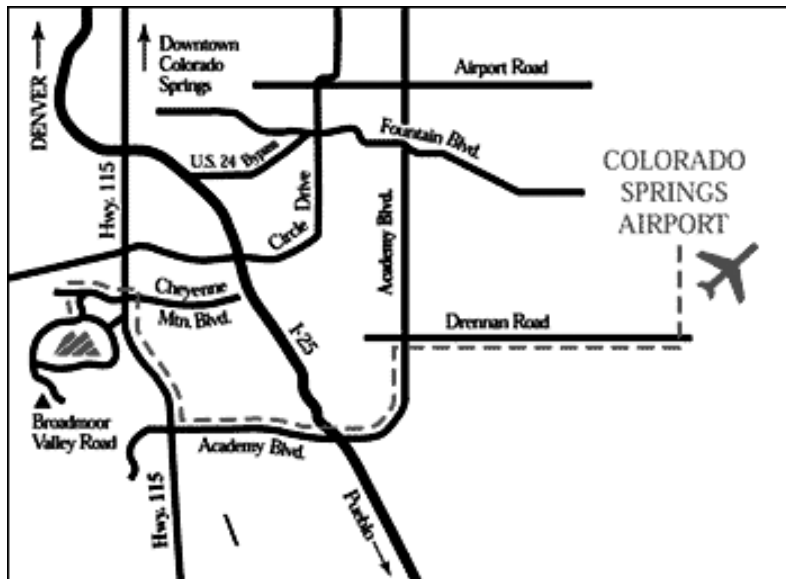 DENVER
Downtown
Colorado
Springs
Airport Road
Hwy. 115
U.S. 24 Bypass
Fountain Blvd.
COLORADO
SPRINGS
AIRPORT
Circle
Drive
Academy Blvd.
Cheyenne
Mtn. Blvd.
I-25
Drennan Road
Broadmoor
Valley Road
Academy Blvd.
Hwy. 115
Pueblo